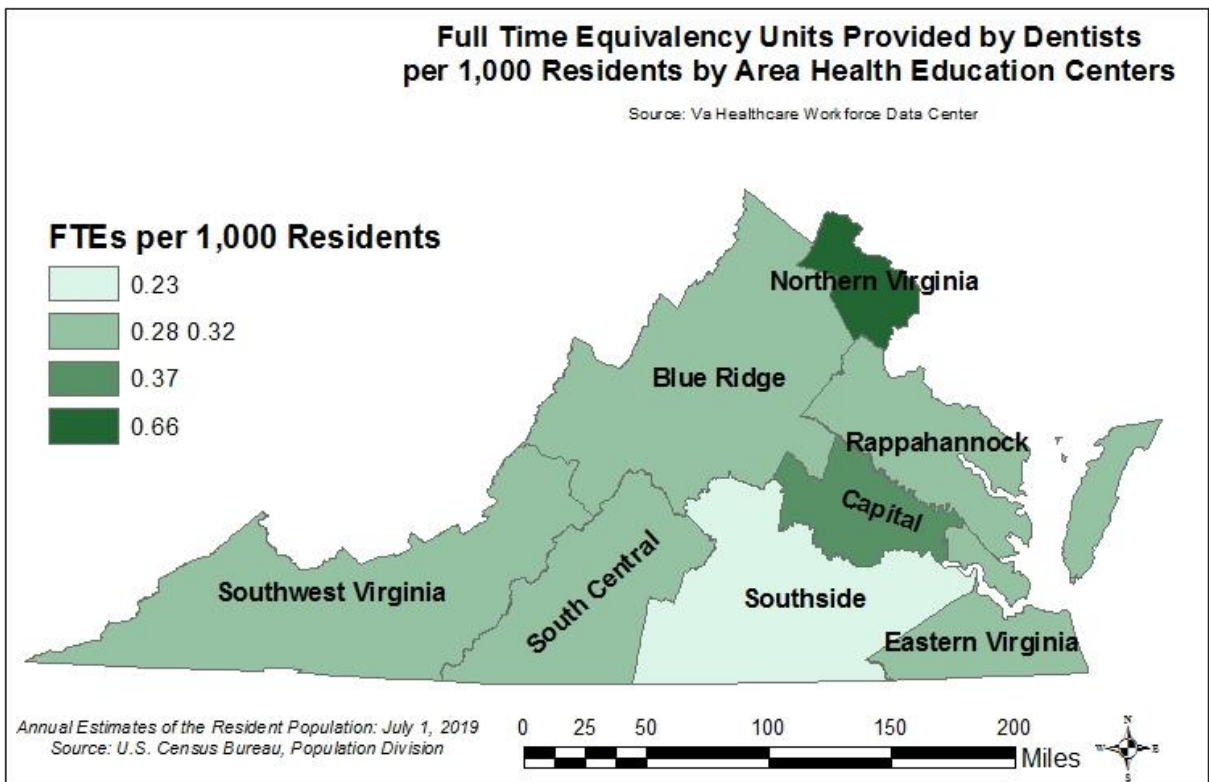 Full Time Equivalency Units Provided by Dentists
per 1,000 Residents by Area Health Education Centers
Source: Va Healthcare Workforce Data Center
FTEs per 1,000 Residents
0.23
0.28 0.32
0.37
0.66
Northern Virginia
Blue Ridge
Rappahannock
Capital
Southwest Virginia
South Central
Southside
Eastern Virginia
Annual Estimates of the Resident Population: July 1, 2019
Source: U.S. Census Bureau, Population Division
0 25 50 100 150 200
Miles
N
W E
S